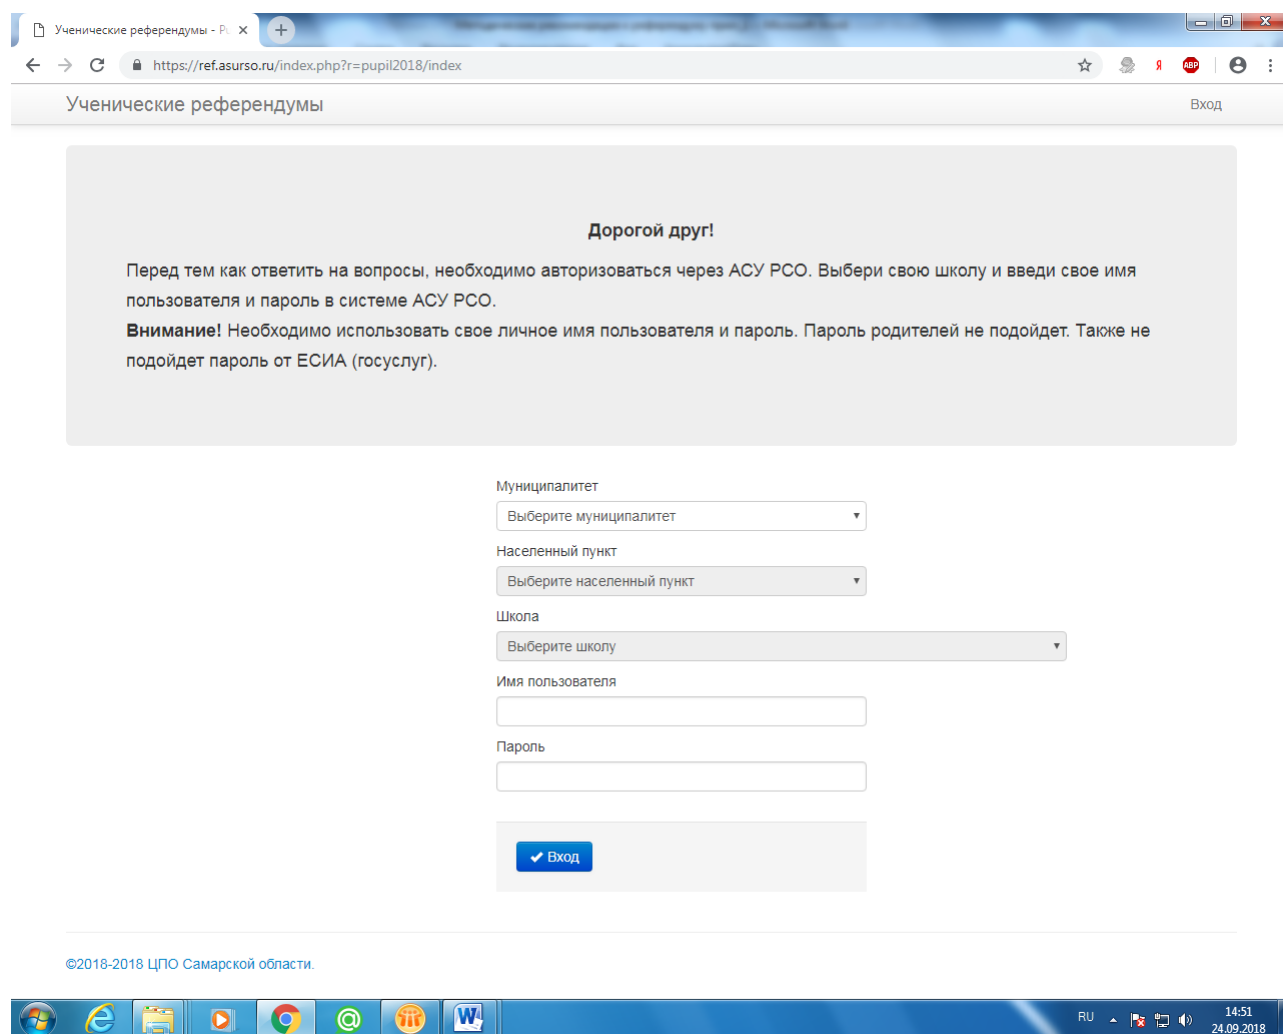 Ученические референдумы - Р
https://ref.asurso.ru/index.php?r=pupil2018/index
Я
ABP
Ученические референдумы
Вход
Дорогой друг!
Перед тем как ответить на вопросы, необходимо авторизоваться через АСУ РСО. Выбери свою школу и введи свое имя
пользователя и пароль в системе АСУ РСО.
Внимание! Необходимо использовать свое личное имя пользователя и пароль. Пароль родителей не подойдет. Также не
подойдет пароль от ЕСИА (госуслуг).
Муниципалитет
Выберите муниципалитет
Населенный пункт
Выберите населенный пункт
Школа
Выберите школу
Имя пользователя
Пароль
Вход
©2018-2018 ЦПО Самарской области.
RU
14:51
24.09.2018